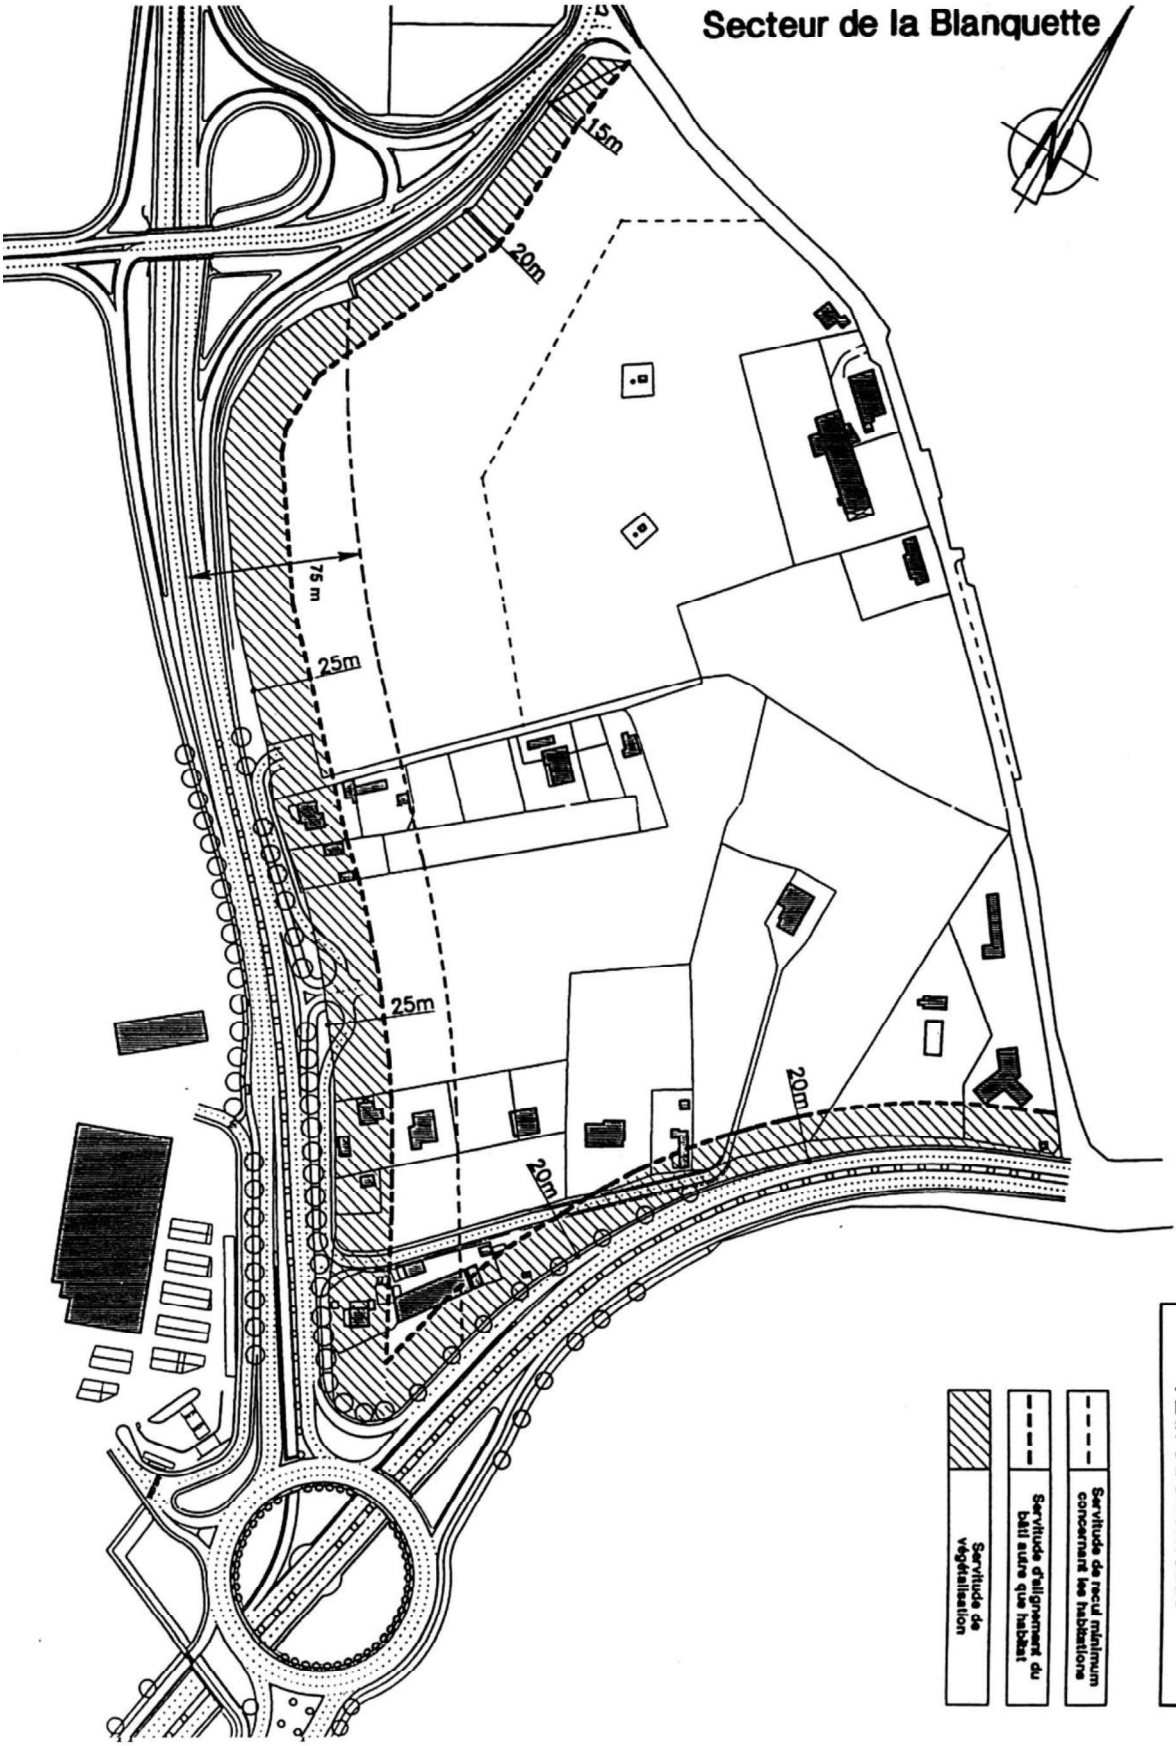 Secteur de la Blanquette
N
15m
20m
75 m
25m
25m
20m
20m
Servitude de recul minimum
concernant les habitations
Servitude d'alignement du
bâti autre que habitat
Servitude de
végétalisation